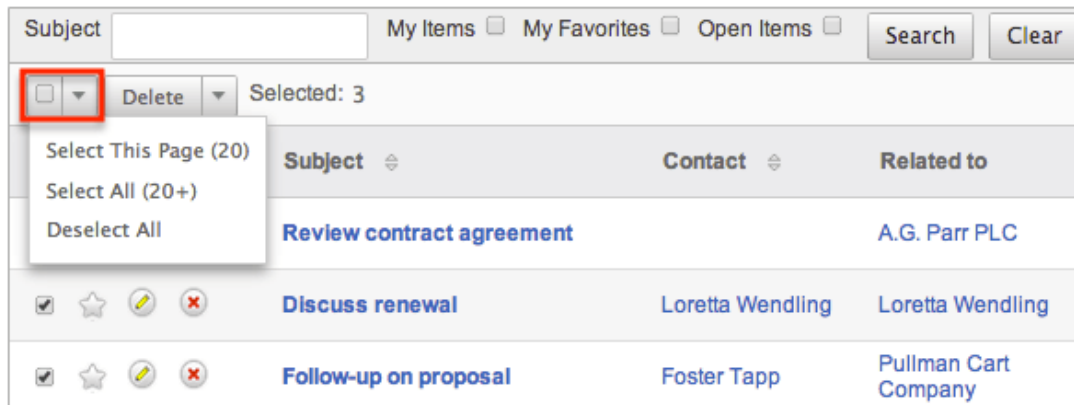 Subject My Items My Favorites Open Items Search Clear
Delete Selected: 3
Select This Page (20)
Select All (20+)
Deselect All
Subject Contact Related to
Review contract agreement A.G. Parr PLC
Discuss renewal Loretta Wendling Loretta Wendling
Follow-up on proposal Foster Tapp Pullman Cart
Company